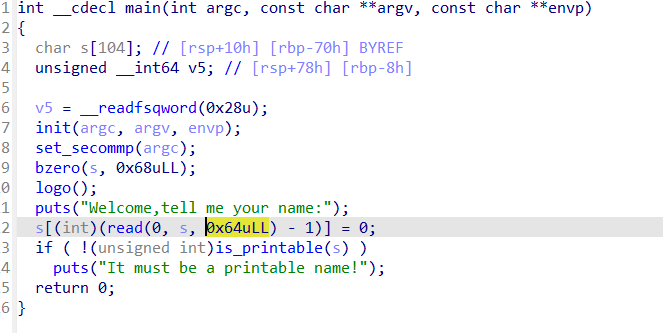 1 int __cdecl main(int argc, const char **argv, const char **envp)
2 {
3 char s[104]; // [rsp+10h] [rbp-70h] BYREF
4 unsigned __int64 v5; // [rsp+78h] [rbp-8h]
5
6 v5 = __readfsqword(0x28u);
7 init(argc, argv, envp);
8 set_secommp(argc);
9 bzero(s, 0x68uLL);
0 logo();
1 puts("Welcome,tell me your name:");
2 s[(int)(read(0, s, 0x64uLL) - 1)] = 0;
3 if ( !(unsigned int)is_printable(s) )
4 puts("It must be a printable name!");
5 return 0;
6 }